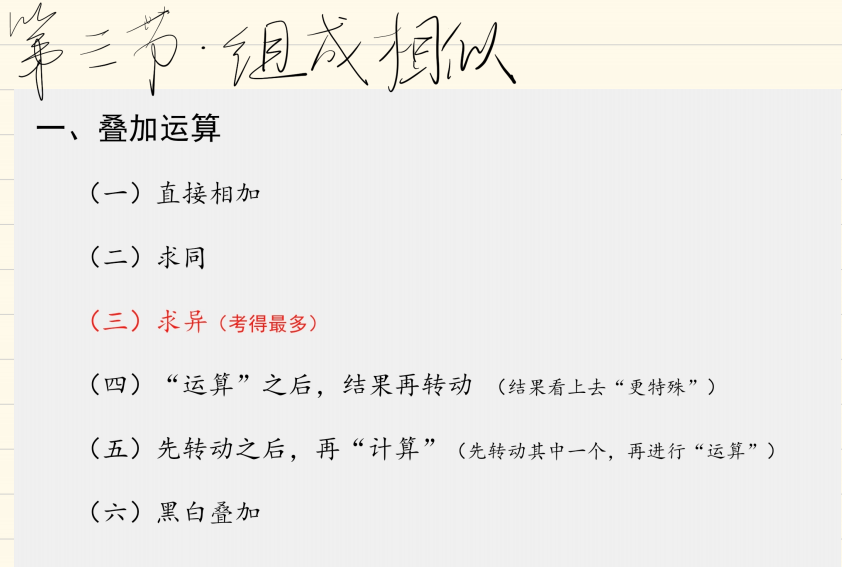 第三节·组成相似
一、叠加运算
（一）直接相加
（二）求同
（三）求异（考得最多）
（四）“运算”之后，结果再转动（结果看上去“更特殊”）
（五）先转动之后，再“计算”（先转动其中一个，再进行“运算”）
（六）黑白叠加